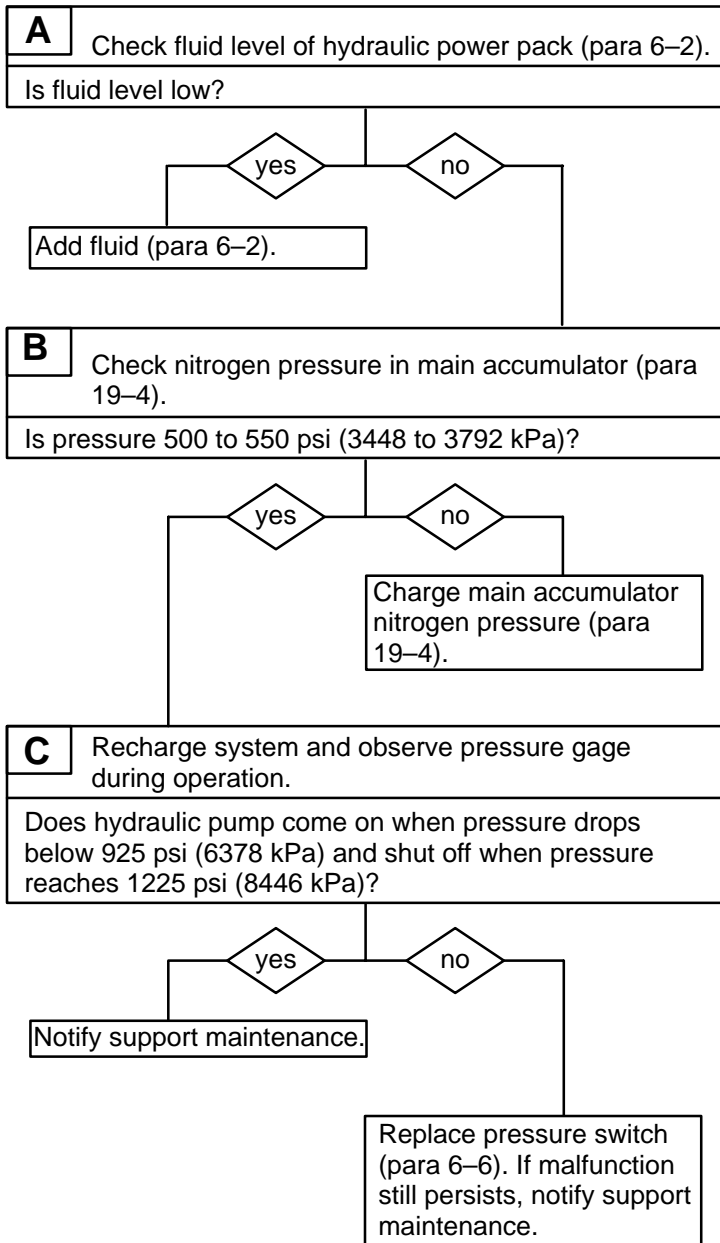 A
Check fluid level of hydraulic power pack (para 6–2).
Is fluid level low?
yes
no
Add fluid (para 6–2).
B
Check nitrogen pressure in main accumulator (para
19–4).
Is pressure 500 to 550 psi (3448 to 3792 kPa)?
yes
no
Charge main accumulator
nitrogen pressure (para
19–4).
C
Recharge system and observe pressure gage
during operation.
Does hydraulic pump come on when pressure drops
below 925 psi (6378 kPa) and shut off when pressure
reaches 1225 psi (8446 kPa)?
yes
no
Notify support maintenance.
Replace pressure switch
(para 6–6). If malfunction
still persists, notify support
maintenance.